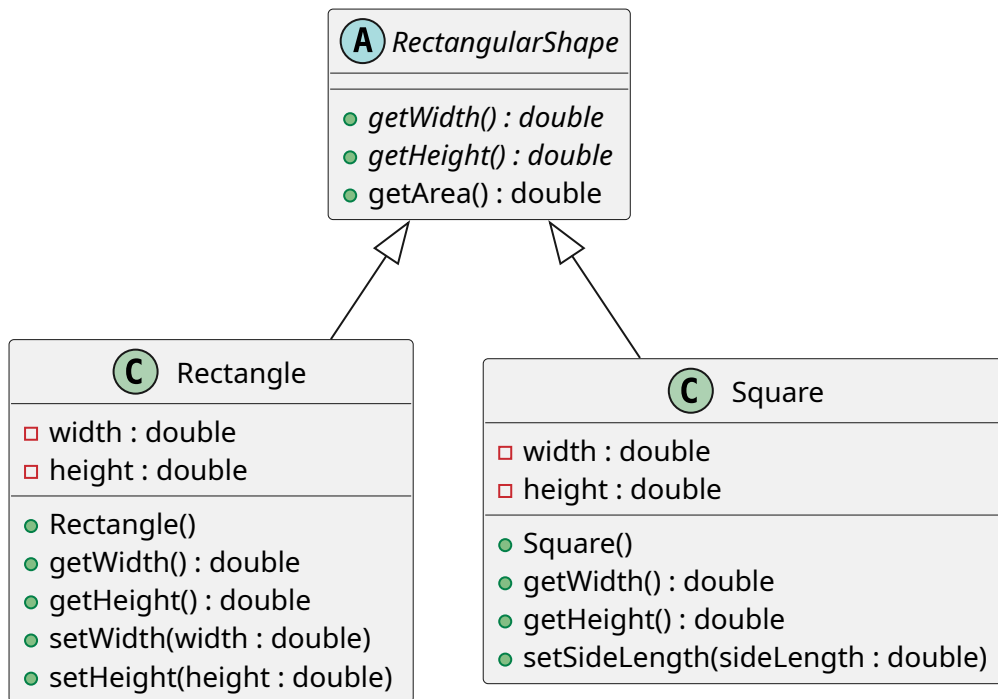 A RectangularShape
getWidth() : double
getHeight() : double
getArea() : double
C Rectangle
width : double
height : double
Rectangle()
getWidth() : double
getHeight() : double
setWidth(width : double)
setHeight(height : double)
C Square
width : double
height : double
Square()
getWidth() : double
getHeight() : double
setSideLength(sideLength : double)